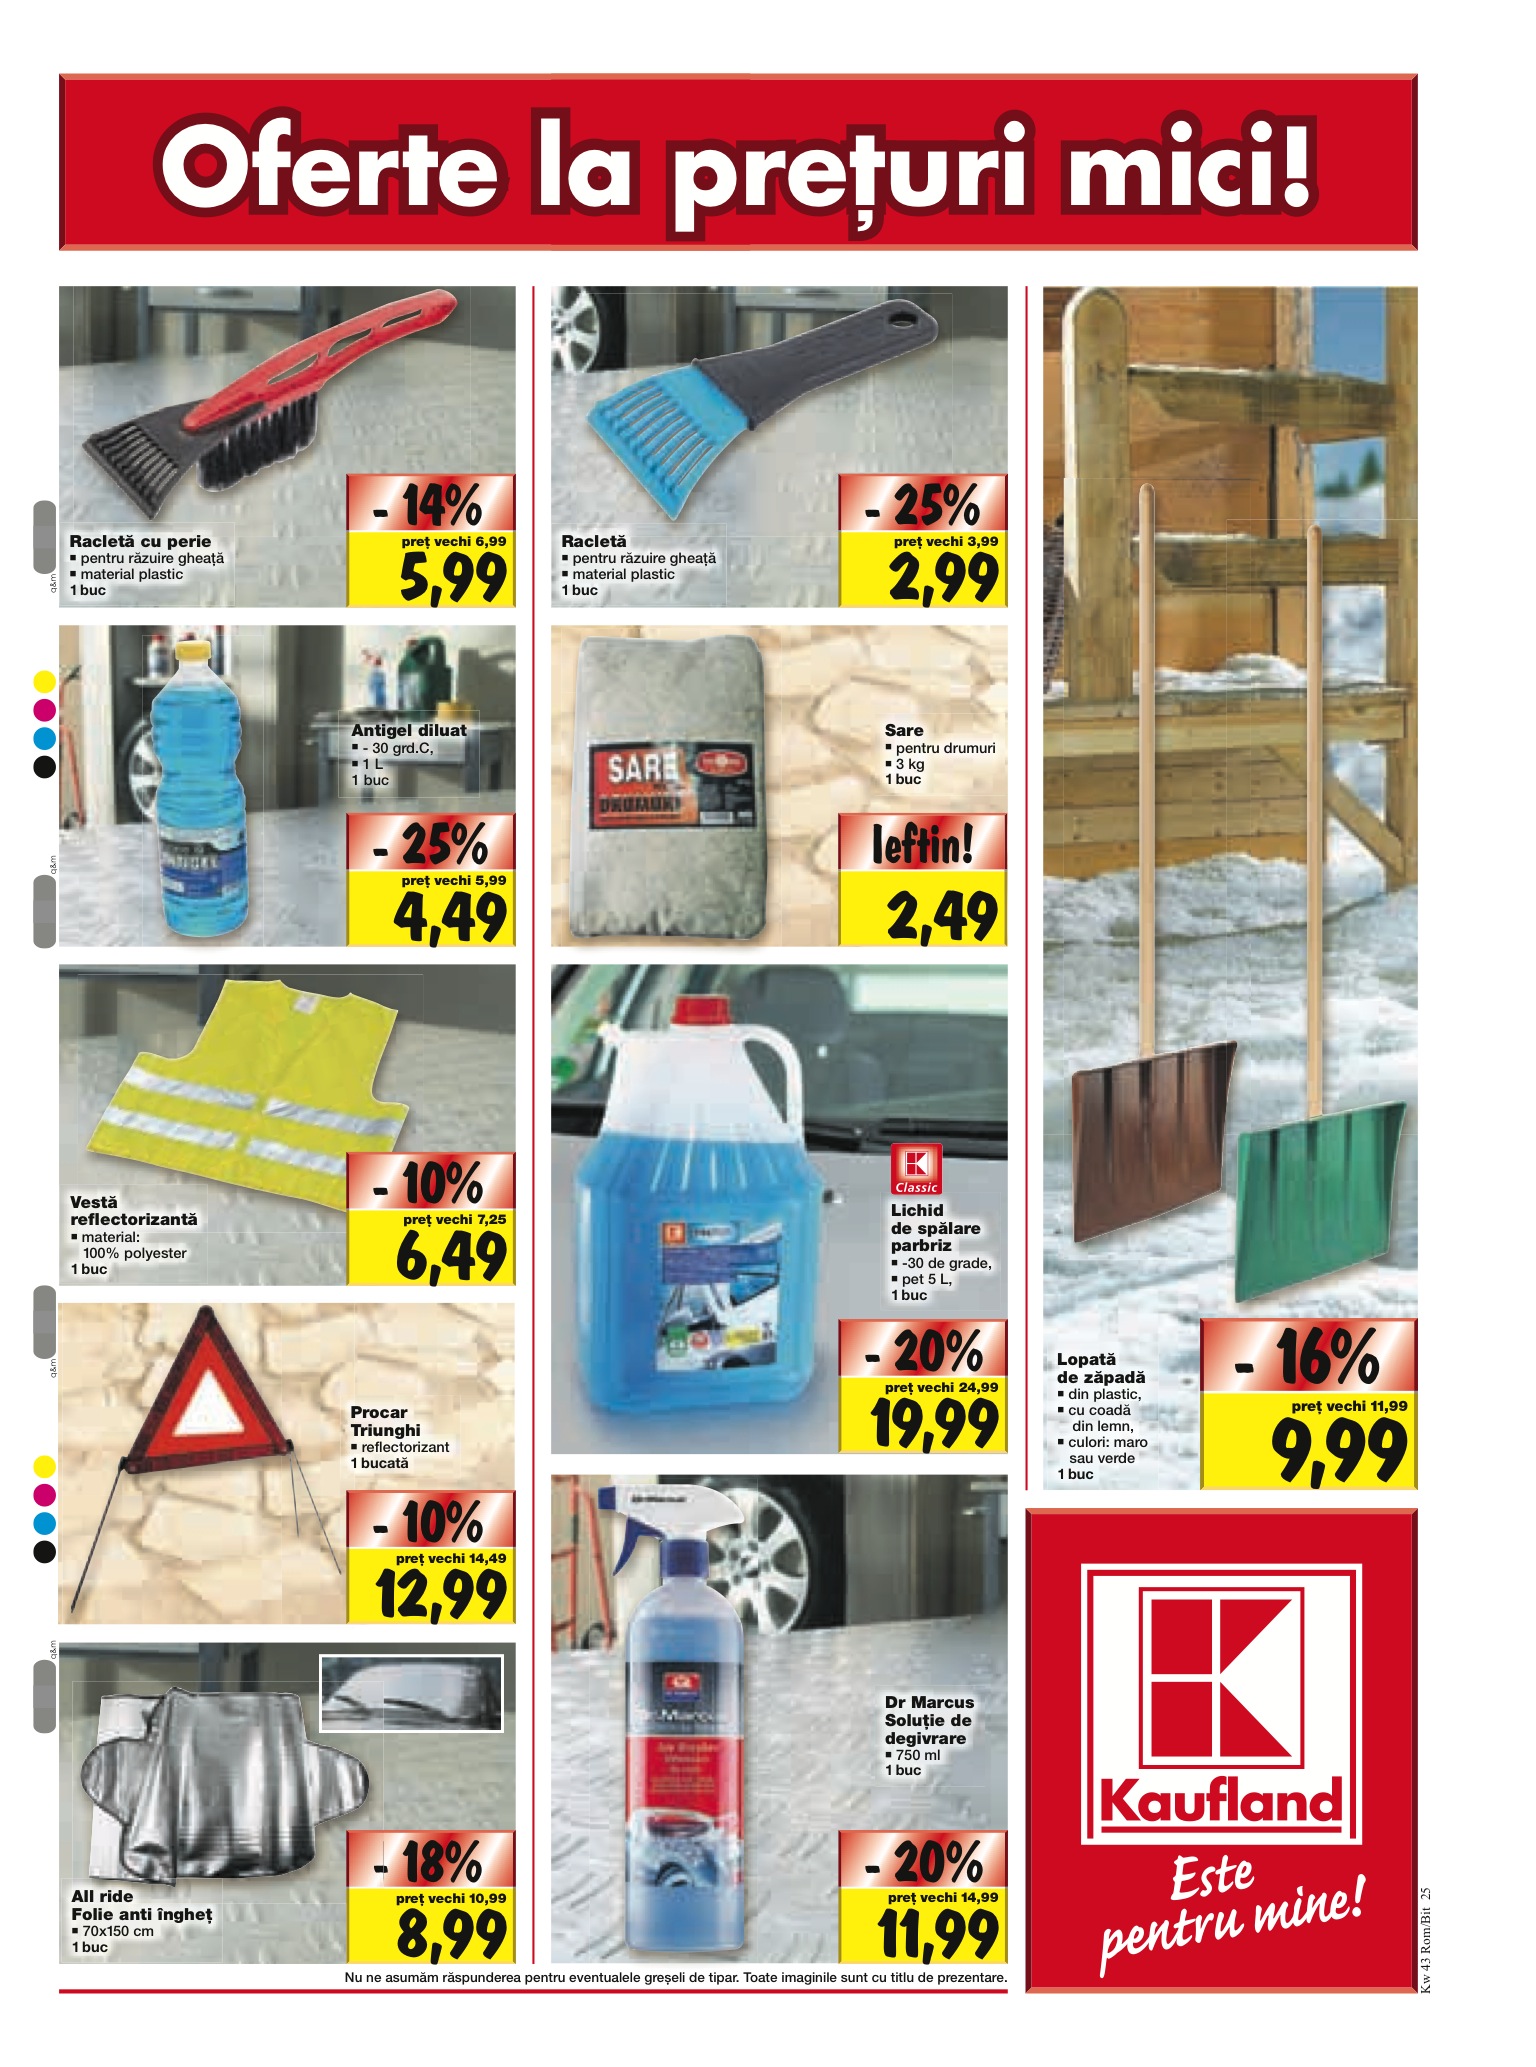 Oferte la prețuri mici!
Racletă cu perie
▪ pentru răzuire gheață
▪ material plastic
1 buc
- 14%
preț vechi 6,99
5,99
Racletă
▪ pentru răzuire gheață
▪ material plastic
1 buc
- 25%
preț vechi 3,99
2,99
q&m
Antigel diluat
▪ - 30 grd.C,
▪ 1 L
1 buc
ANTIGEL
- 25%
preț vechi 5,99
4,49
SARE
DRUMURI
Sare
▪ pentru drumuri
▪ 3 kg
1 buc
Ieftin!
2,49
q&m
Vestă
reflectorizantă
▪ material:
100% polyester
1 buc
- 10%
preț vechi 7,25
6,49
Classic
Lichid
de spălare
parbriz
▪ -30 de grade,
▪ pet 5 L,
1 buc
- 20%
preț vechi 24,99
19,99
Lopată
de zăpadă
▪ din plastic,
▪ cu coadă
din lemn,
▪ culori: maro
sau verde
1 buc
- 16%
preț vechi 11,99
9,99
q&m
Procar
Triunghi
▪ reflectorizant
1 bucată
- 10%
preț vechi 14,49
12,99
q&m
All ride
Folie anti îngheț
▪ 70x150 cm
1 buc
- 18%
preț vechi 10,99
8,99
Dr.Marcus
Dr.Marcus
Dr Marcus
Soluție de
degivrare
▪ 750 ml
1 buc
- 20%
preț vechi 14,99
11,99
Kaufland
Este
pentru mine!
Nu ne asumăm răspunderea pentru eventualele greșeli de tipar. Toate imaginile sunt cu titlu de prezentare.
Kw 43 Rom/Bit 25